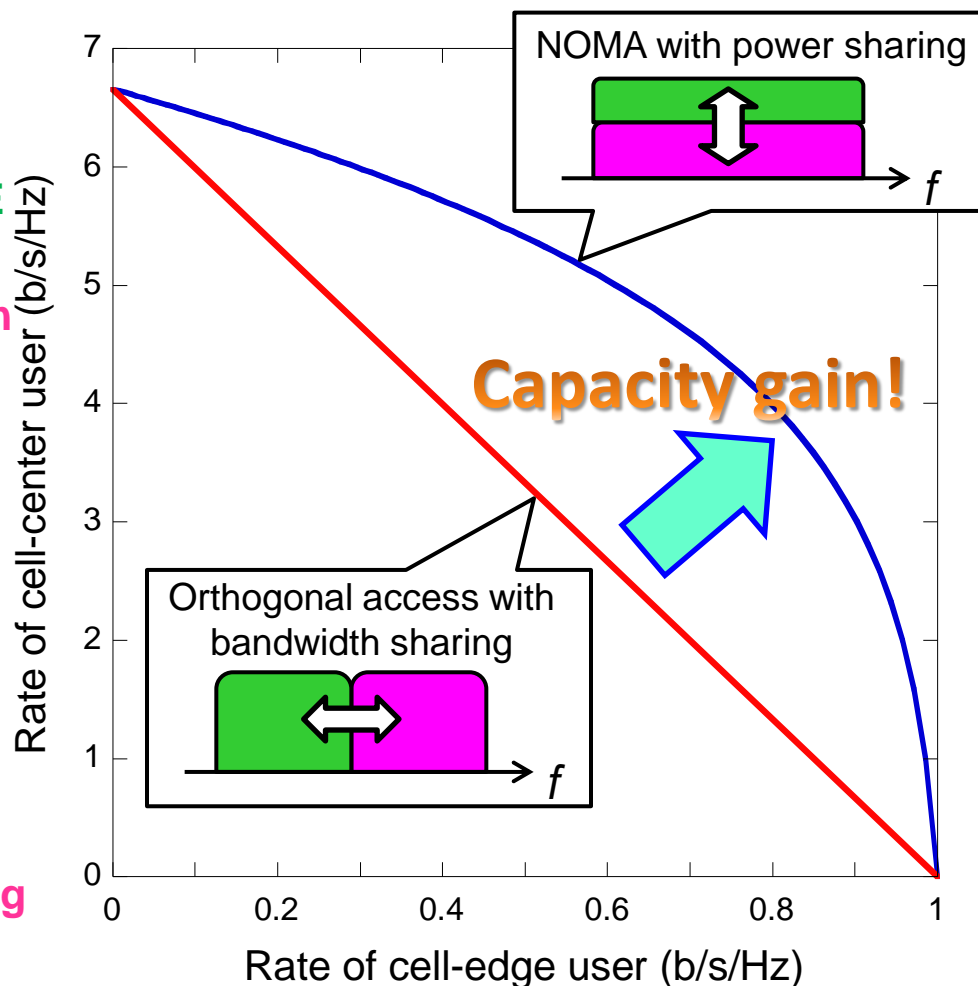 NOMA with power sharing
f
7
6
5
4
3
2
1
0
Rate of cell-center user (b/s/Hz)
Capacity gain!
Orthogonal access with
bandwidth sharing
f
0
0.2
0.4
0.6
0.8
1
Rate of cell-edge user (b/s/Hz)